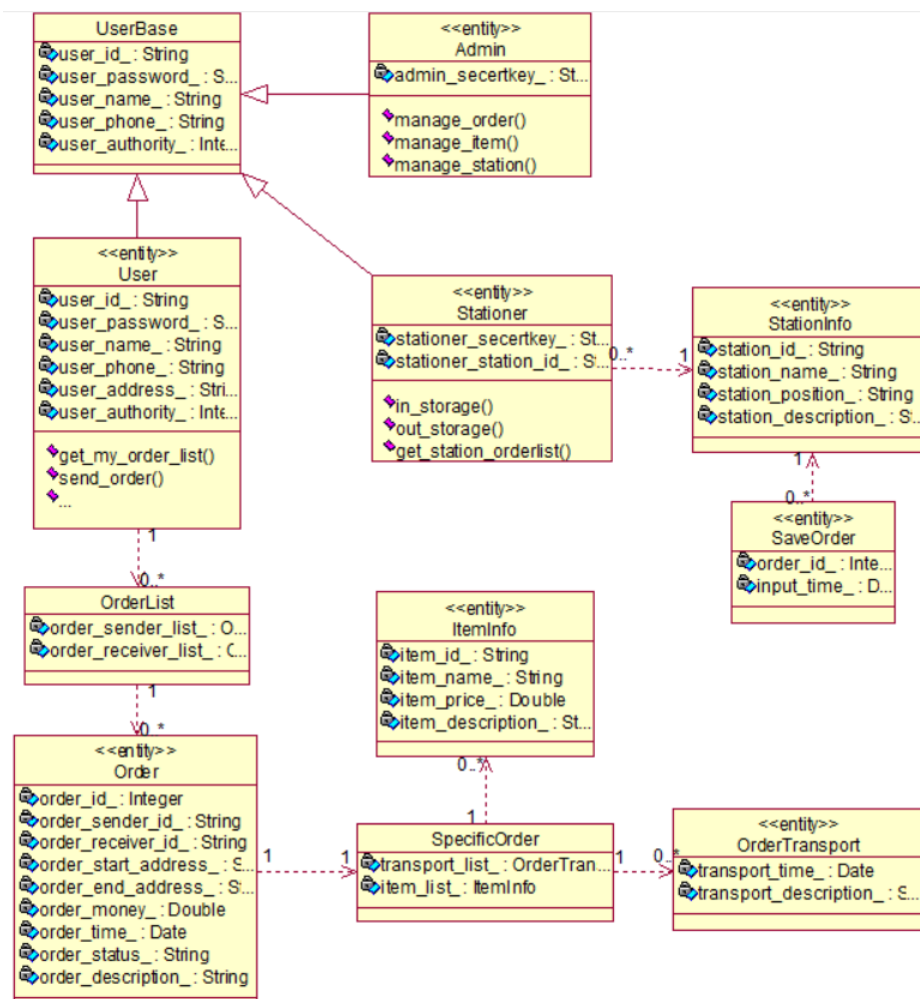 UserBase
user_id_ : String
user_password_ : S...
user_name_ : String
user_phone_ : String
user_authority_ : Inte...
<<entity>>
Admin
admin_secertkey_ : St...
manage_order()
manage_item()
manage_station()
<<entity>>
User
user_id_ : String
user_password_ : S...
user_name_ : String
user_phone_ : String
user_address_ : Stri...
user_authority_ : Inte...
get_my_order_list()
send_order()
...
<<entity>>
Stationer
stationer_secertkey_ : St...
stationer_station_id_ : St...
in_storage()
out_storage()
get_station_orderlist()
0..*
1
<<entity>>
StationInfo
station_id_ : String
station_name_ : String
station_position_ : String
station_description_ : S...
1
0..*
<<entity>>
SaveOrder
order_id_ : Inte...
input_time_ : D...
1
0..*
OrderList
order_sender_list_ : O...
order_receiver_list_ : O...
1
0..*
<<entity>>
Order
order_id_ : Integer
order_sender_id_ : String
order_receiver_id_ : String
order_start_address_ : S...
order_end_address_ : St...
order_money_ : Double
order_time_ : Date
order_status_ : String
order_description_ : String
1
1
<<entity>>
ItemInfo
item_id_ : String
item_name_ : String
item_price_ : Double
item_description_ : St...
0..*
1
SpecificOrder
transport_list_ : OrderTran...
item_list_ : ItemInfo
1
0..*
<<entity>>
OrderTransport
transport_time_ : Date
transport_description_ : S...